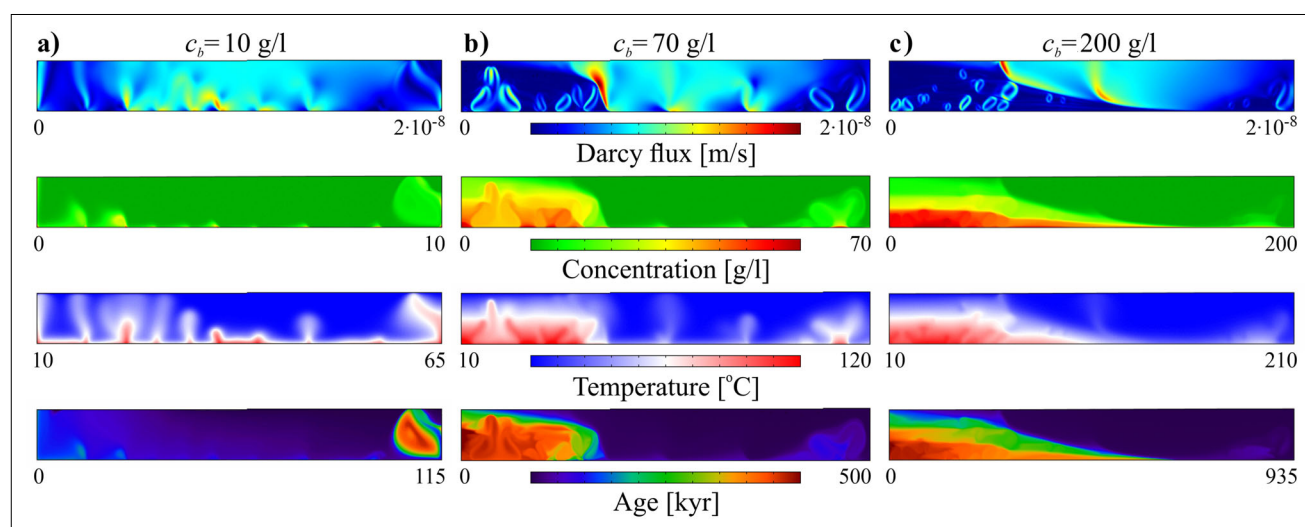 a) c_b=10 g/l b) c_b=70 g/l c) c_b=200 g/l
0 2·10⁻⁸ 0 2·10⁻⁸ 0 2·10⁻⁸
Darcy flux [m/s]
0 10 0 70 0 200
Concentration [g/l]
10 65 10 120 10 210
Temperature [°C]
0 115 0 500 0 935
Age [kyr]